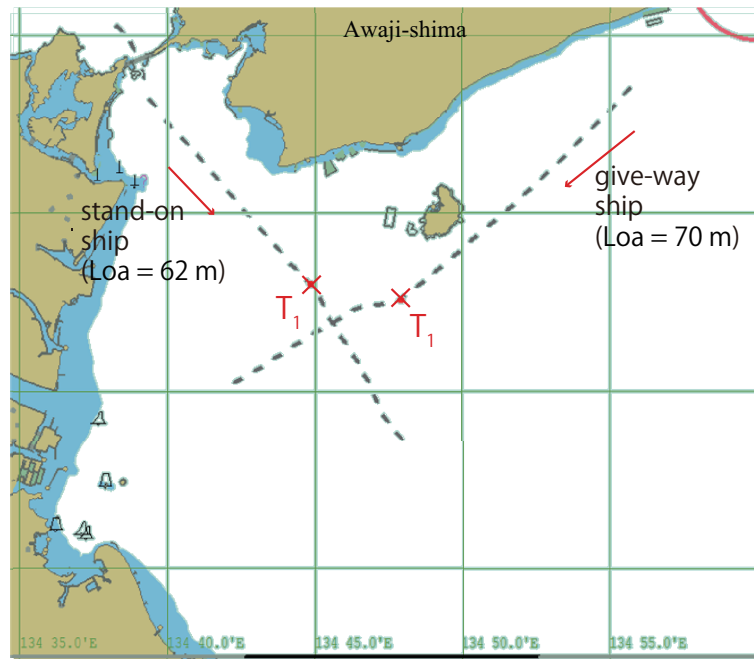 Awaji-shima
give-way
ship
(Loa = 70 m)
stand-on
ship
(Loa = 62 m)
T₁
T₁
134 35.0'E
134 40.0'E
134 45.0'E
134 50.0'E
134 55.0'E